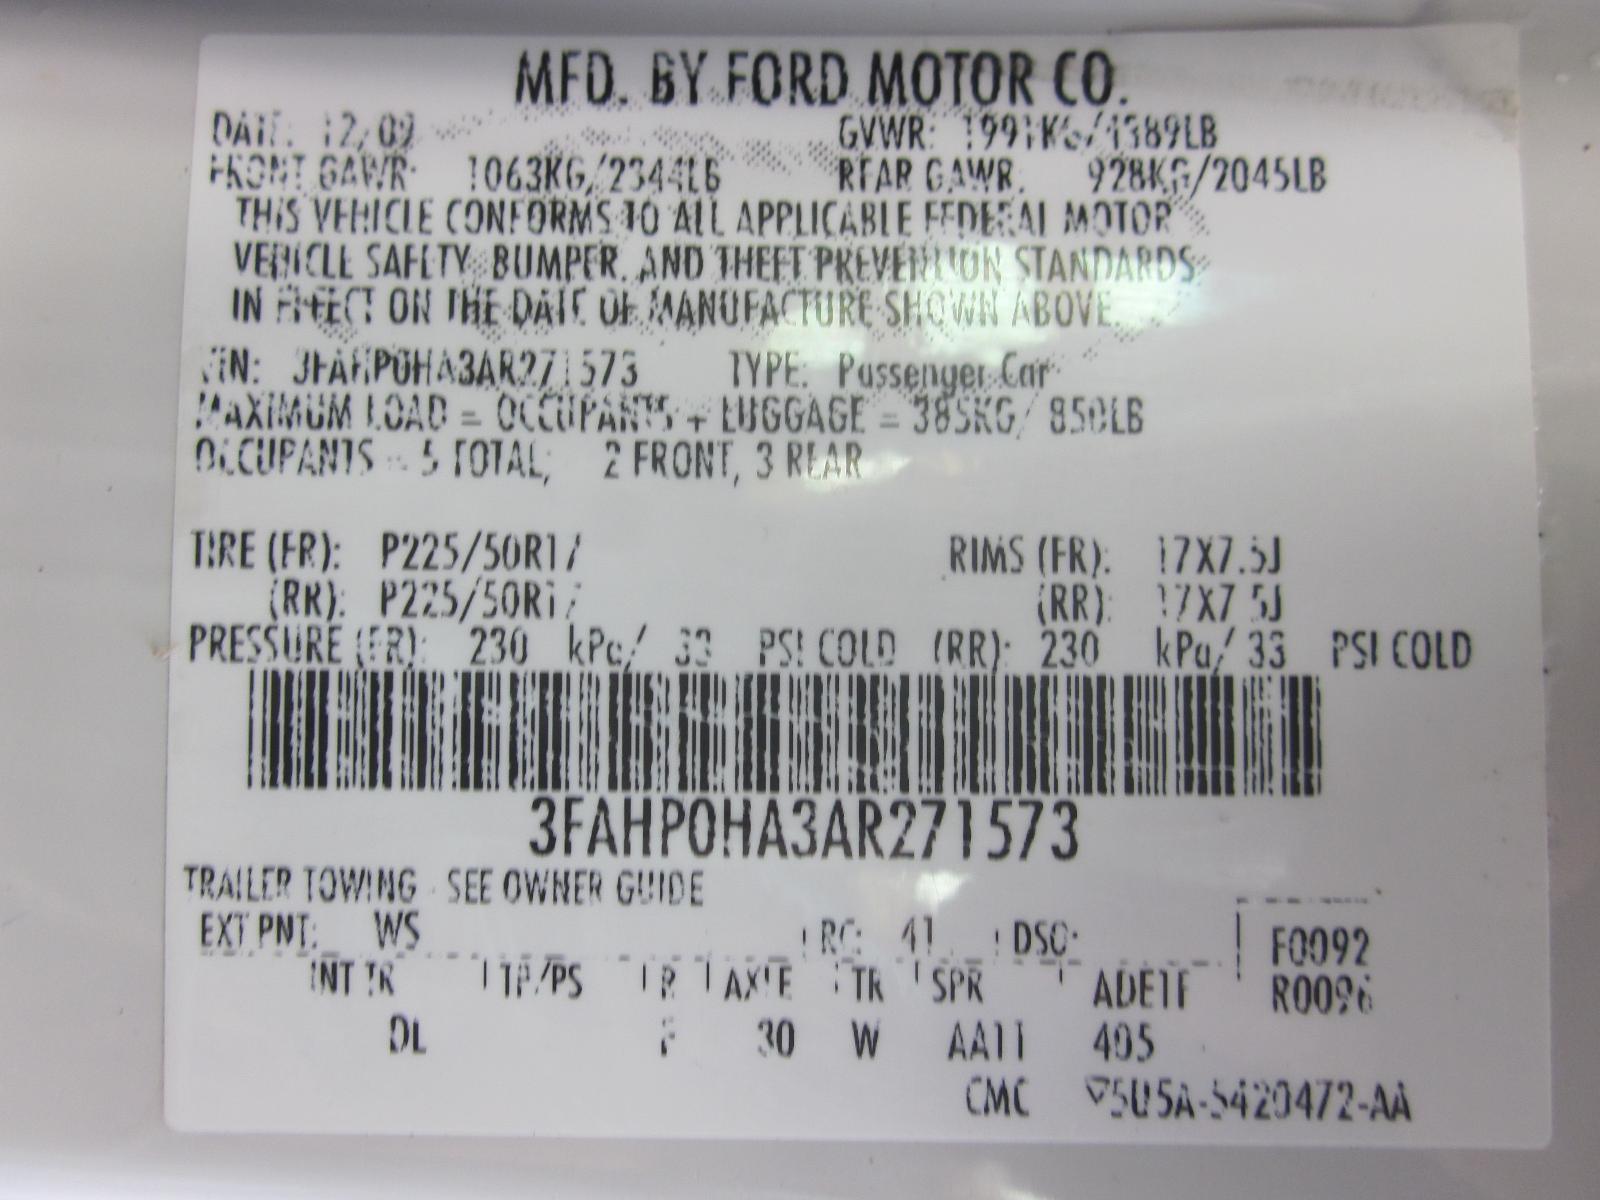 MFD. BY FORD MOTOR CO.
DATE: 12/09 GVWR: 1991KG/4389LB
FRONT GAWR: 1063KG/2344LB REAR GAWR: 928KG/2045LB
THIS VEHICLE CONFORMS TO ALL APPLICABLE FEDERAL MOTOR
VEHICLE SAFETY, BUMPER, AND THEFT PREVENTION STANDARDS
IN EFFECT ON THE DATE OF MANUFACTURE SHOWN ABOVE.
VIN: 3FAHP0HA3AR271573 TYPE: Passenger Car
MAXIMUM LOAD = OCCUPANTS + LUGGAGE = 385KG/ 850LB
OCCUPANTS = 5 TOTAL, 2 FRONT, 3 REAR
TIRE (FR): P225/50R17 RIMS (FR): 17X7.5J
(RR): P225/50R17 (RR): 17X7.5J
PRESSURE (FR): 230 kPa/ 33 PSI COLD (RR): 230 kPa/ 33 PSI COLD
3FAHP0HA3AR271573
TRAILER TOWING - SEE OWNER GUIDE
EXT PNT: WS RC: 41 DSO: F0092
INT TR TP/PS R AXLE TR SPR ADETF R0096
DL 30 W AA11 405
CMC 5U5A-5420472-AA